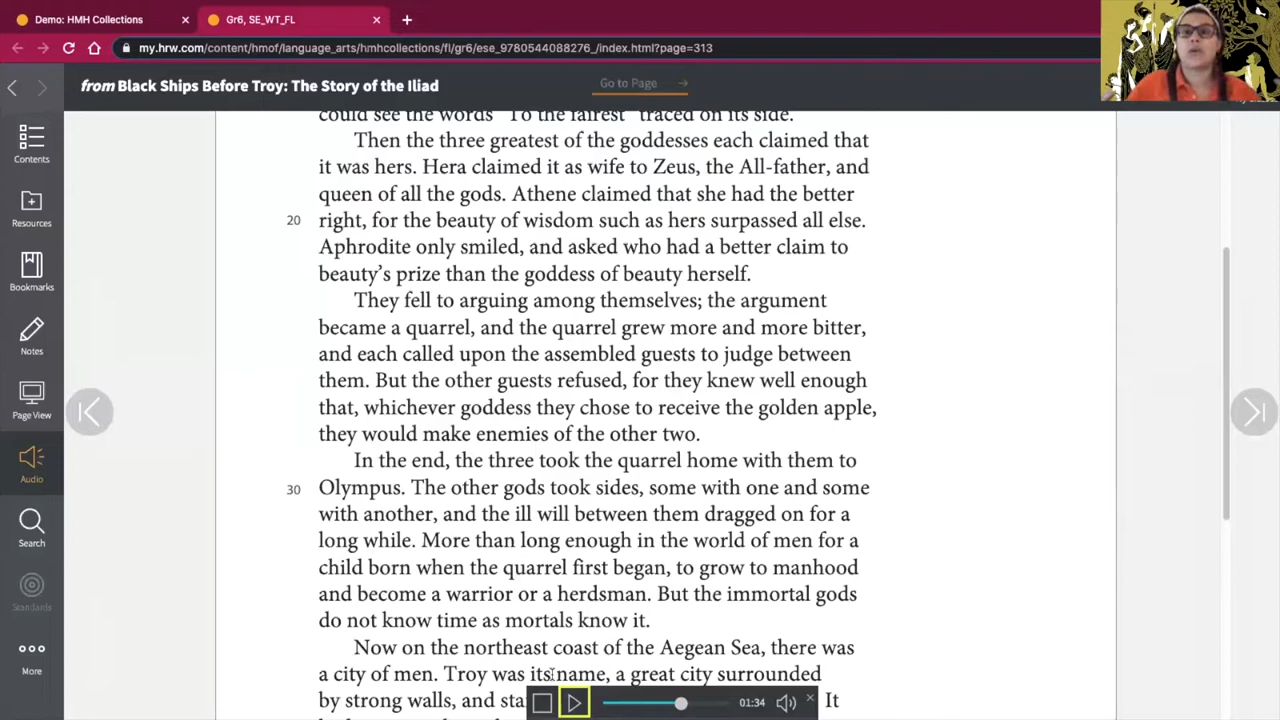 Demo: HMH Collections
Gr6, SE_WT_FL
my.hrw.com/content/hmof/language_arts/hmhcollections/fl/gr6/ese_9780544088276_/index.html?page=313
from Black Ships Before Troy: The Story of the Iliad
Go to Page
Contents
Resources
Bookmarks
Notes
Page View
Audio
Search
Standards
More
could see the words "To the fairest" traced on its side.
Then the three greatest of the goddesses each claimed that
it was hers. Hera claimed it as wife to Zeus, the All-father, and
queen of all the gods. Athene claimed that she had the better
20 right, for the beauty of wisdom such as hers surpassed all else.
Aphrodite only smiled, and asked who had a better claim to
beauty's prize than the goddess of beauty herself.
They fell to arguing among themselves; the argument
became a quarrel, and the quarrel grew more and more bitter,
and each called upon the assembled guests to judge between
them. But the other guests refused, for they knew well enough
that, whichever goddess they chose to receive the golden apple,
they would make enemies of the other two.
In the end, the three took the quarrel home with them to
30 Olympus. The other gods took sides, some with one and some
with another, and the ill will between them dragged on for a
long while. More than long enough in the world of men for a
child born when the quarrel first began, to grow to manhood
and become a warrior or a herdsman. But the immortal gods
do not know time as mortals know it.
Now on the northeast coast of the Aegean Sea, there was
a city of men. Troy was its name, a great city surrounded
by strong walls, and sta It
01:34